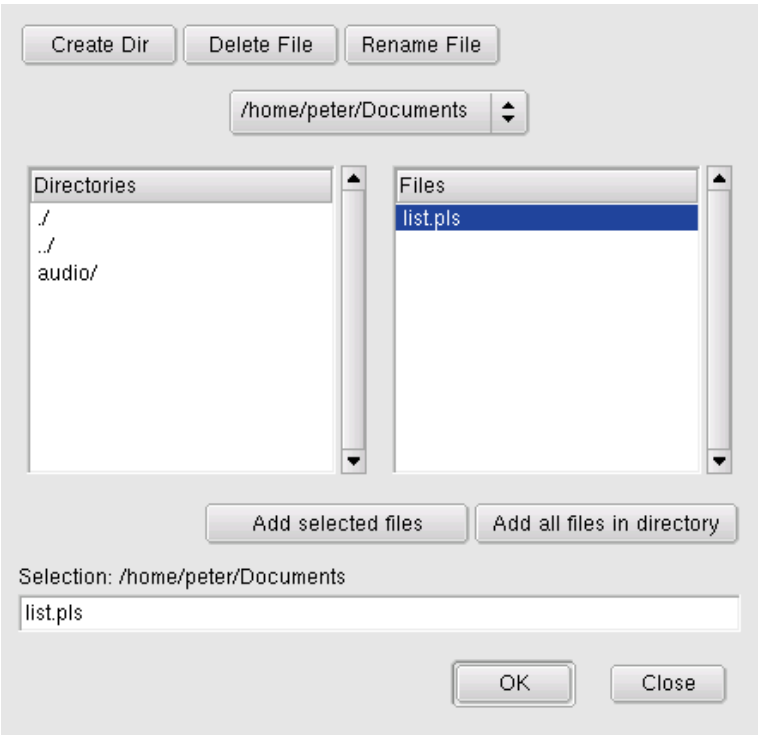 Create Dir Delete File Rename File
/home/peter/Documents
Directories
./
../
audio/
Files
list.pls
Add selected files Add all files in directory
Selection: /home/peter/Documents
list.pls
OK Close